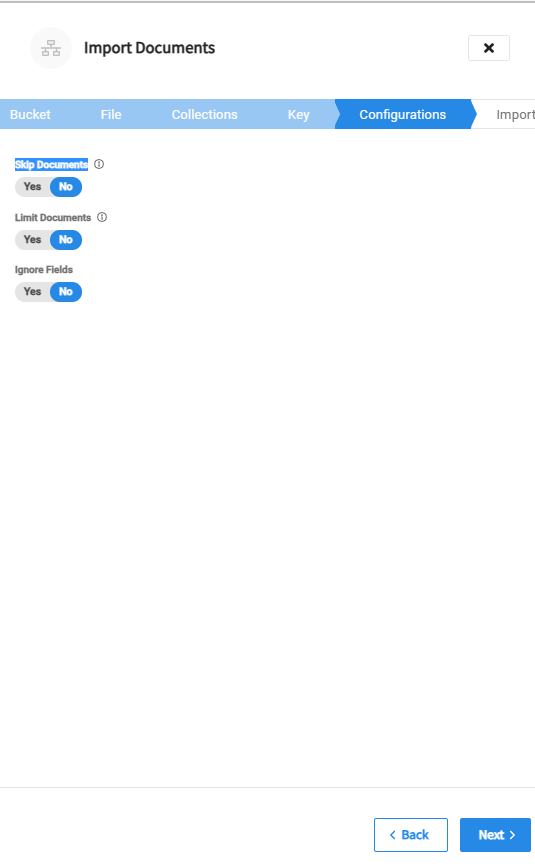 Import Documents
Bucket File Collections Key Configurations Import
Skip Documents
Yes No
Limit Documents
Yes No
Ignore Fields
Yes No
Back Next